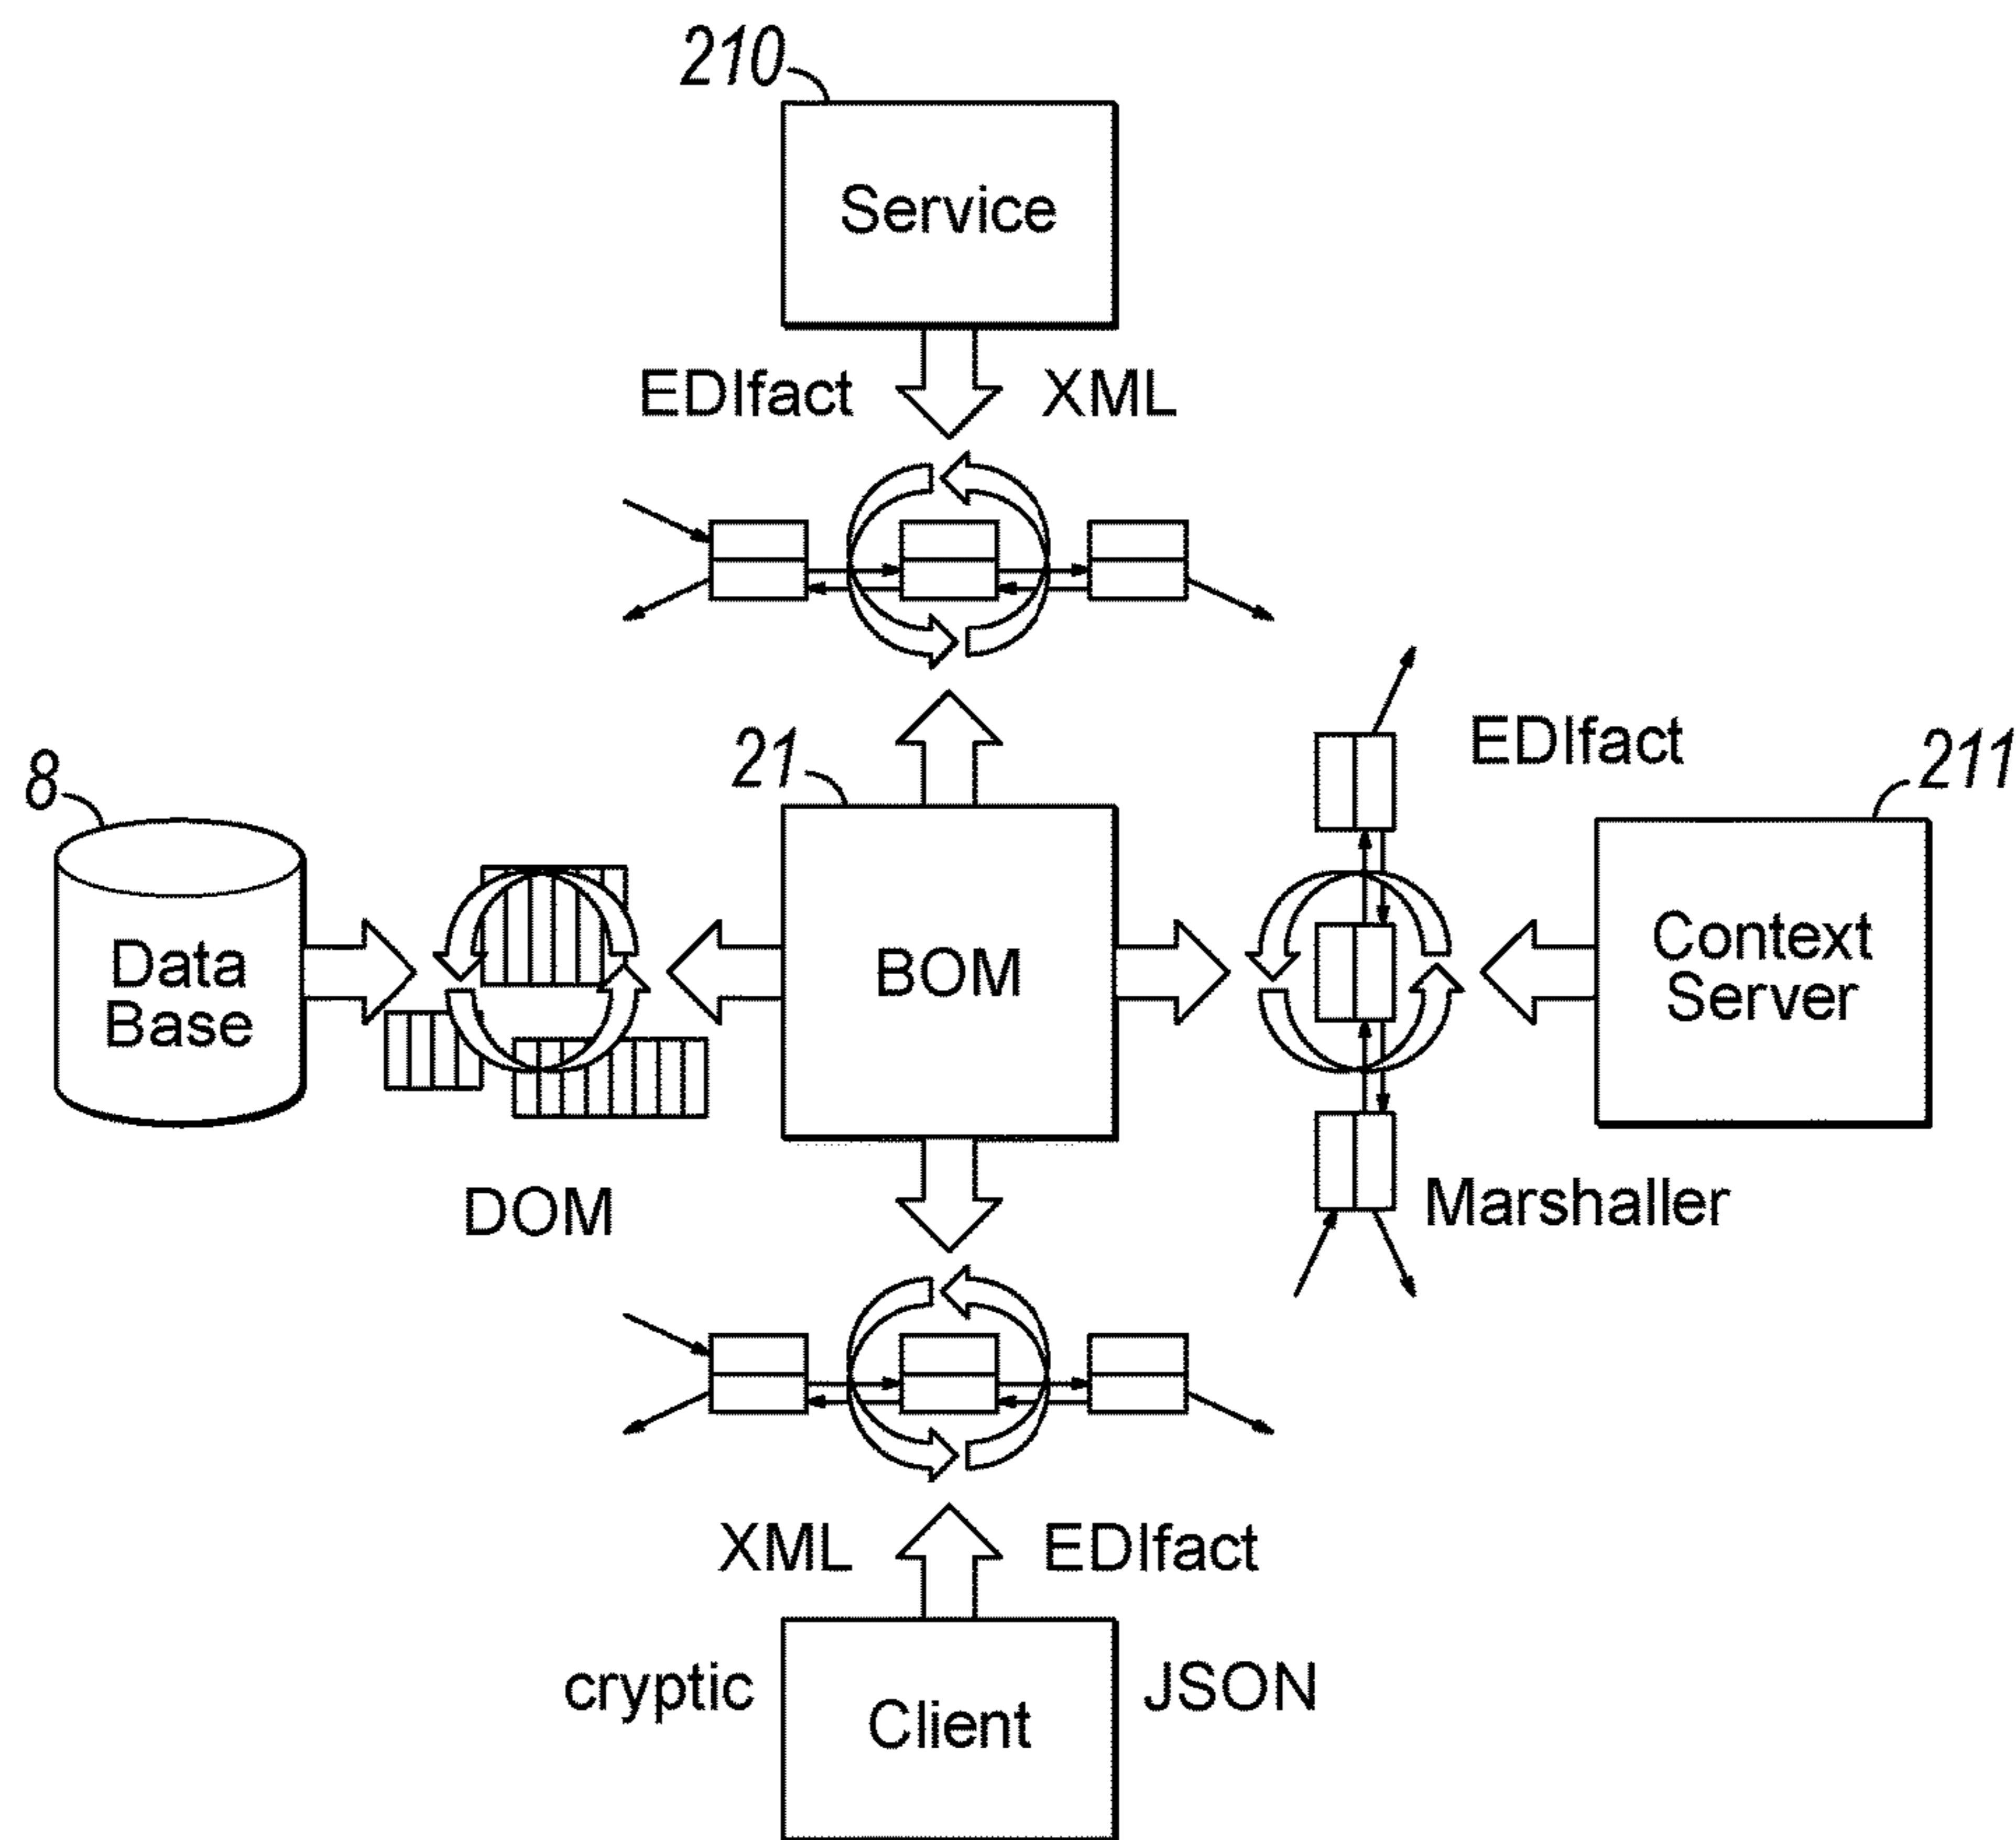 210
Service
EDIfact
XML
EDIfact
21
8
211
Data
Base
BOM
Context
Server
DOM
Marshaller
XML
EDIfact
cryptic
JSON
Client